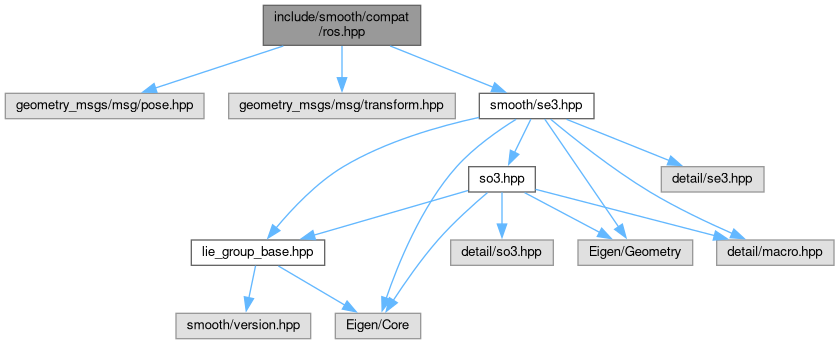 include/smooth/compat
/ros.hpp
geometry_msgs/msg/pose.hpp
geometry_msgs/msg/transform.hpp
smooth/se3.hpp
so3.hpp
detail/se3.hpp
lie_group_base.hpp
detail/so3.hpp
Eigen/Geometry
detail/macro.hpp
smooth/version.hpp
Eigen/Core